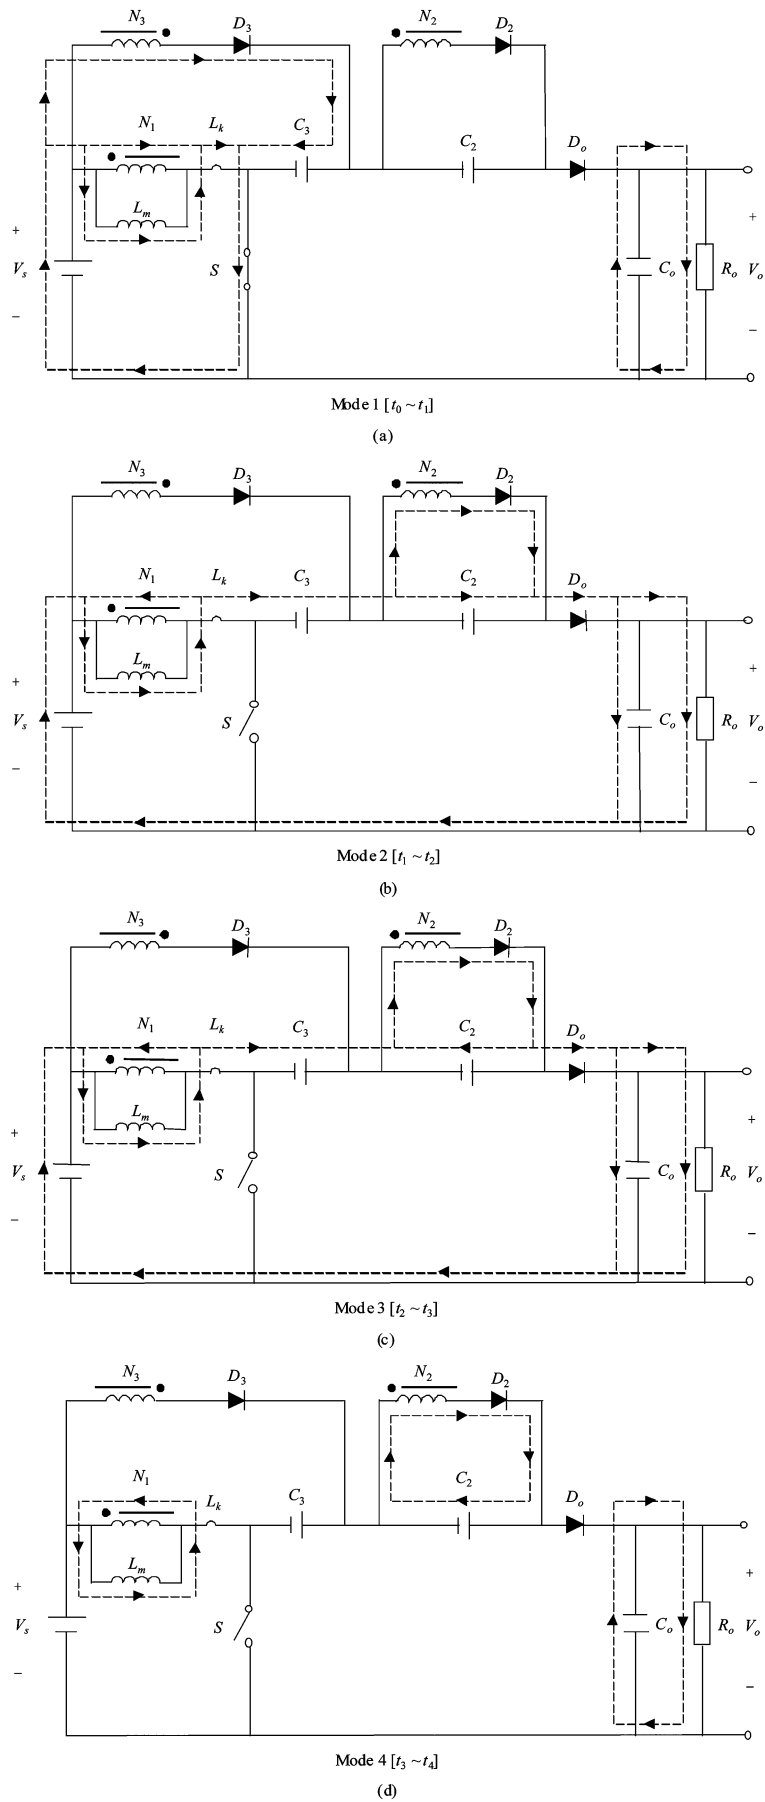 N₃ D₃ N₂ D₂
N₁ Lₖ C₃ C₂ Dₒ
Lₘ
+ +
Vₛ S Cₒ Rₒ Vₒ
– –
Mode 1 [t₀ ~ t₁]
(a)
N₃ D₃ N₂ D₂
N₁ Lₖ C₃ C₂ Dₒ
Lₘ
+ +
Vₛ S Cₒ Rₒ Vₒ
– –
Mode 2 [t₁ ~ t₂]
(b)
N₃ D₃ N₂ D₂
N₁ Lₖ C₃ C₂ Dₒ
Lₘ
+ +
Vₛ S Cₒ Rₒ Vₒ
– –
Mode 3 [t₂ ~ t₃]
(c)
N₃ D₃ N₂ D₂
N₁ Lₖ C₃ C₂ Dₒ
Lₘ
+ +
Vₛ S Cₒ Rₒ Vₒ
– –
Mode 4 [t₃ ~ t₄]
(d)